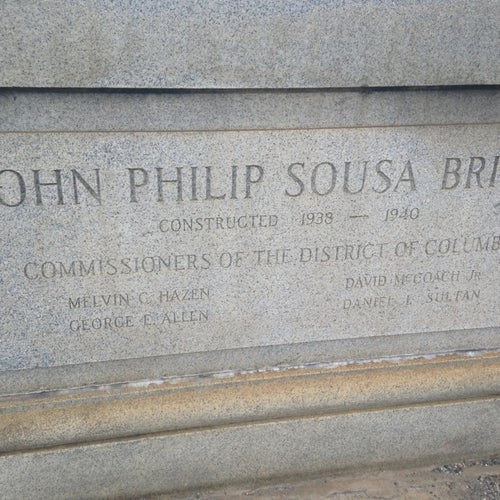 OHN PHILIP SOUSA BRI
CONSTRUCTED 1938 — 1940
COMMISSIONERS OF THE DISTRICT OF COLUMB
MELVIN C. HAZEN
GEORGE E. ALLEN
DAVID McCOACH JR.
DANIEL I. SULTAN